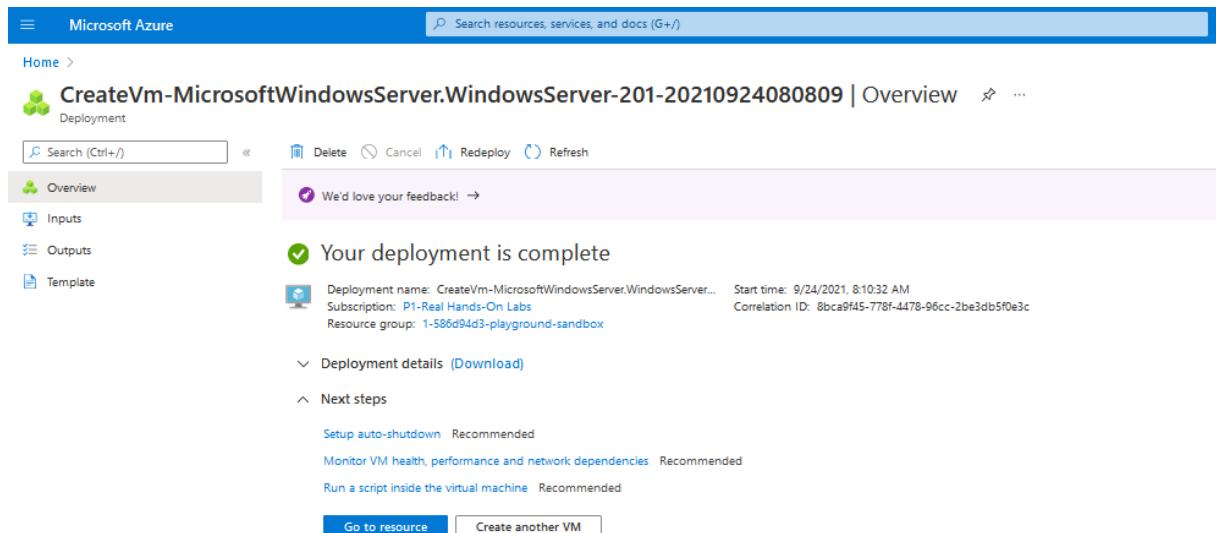 Microsoft Azure
Search resources, services, and docs (G+/)
Home >
CreateVm-MicrosoftWindowsServer.WindowsServer-201-20210924080809 | Overview ...
Deployment
Search (Ctrl+/) «
Delete Cancel Redeploy Refresh
Overview
We'd love your feedback! →
Inputs
Outputs
Template
Your deployment is complete
Deployment name: CreateVm-MicrosoftWindowsServer.WindowsServer... Start time: 9/24/2021, 8:10:32 AM
Subscription: P1-Real Hands-On Labs Correlation ID: 8bca9f45-778f-4478-96cc-2be3db5f0e3c
Resource group: 1-586d94d3-playground-sandbox
Deployment details (Download)
Next steps
Setup auto-shutdown Recommended
Monitor VM health, performance and network dependencies Recommended
Run a script inside the virtual machine Recommended
Go to resource Create another VM